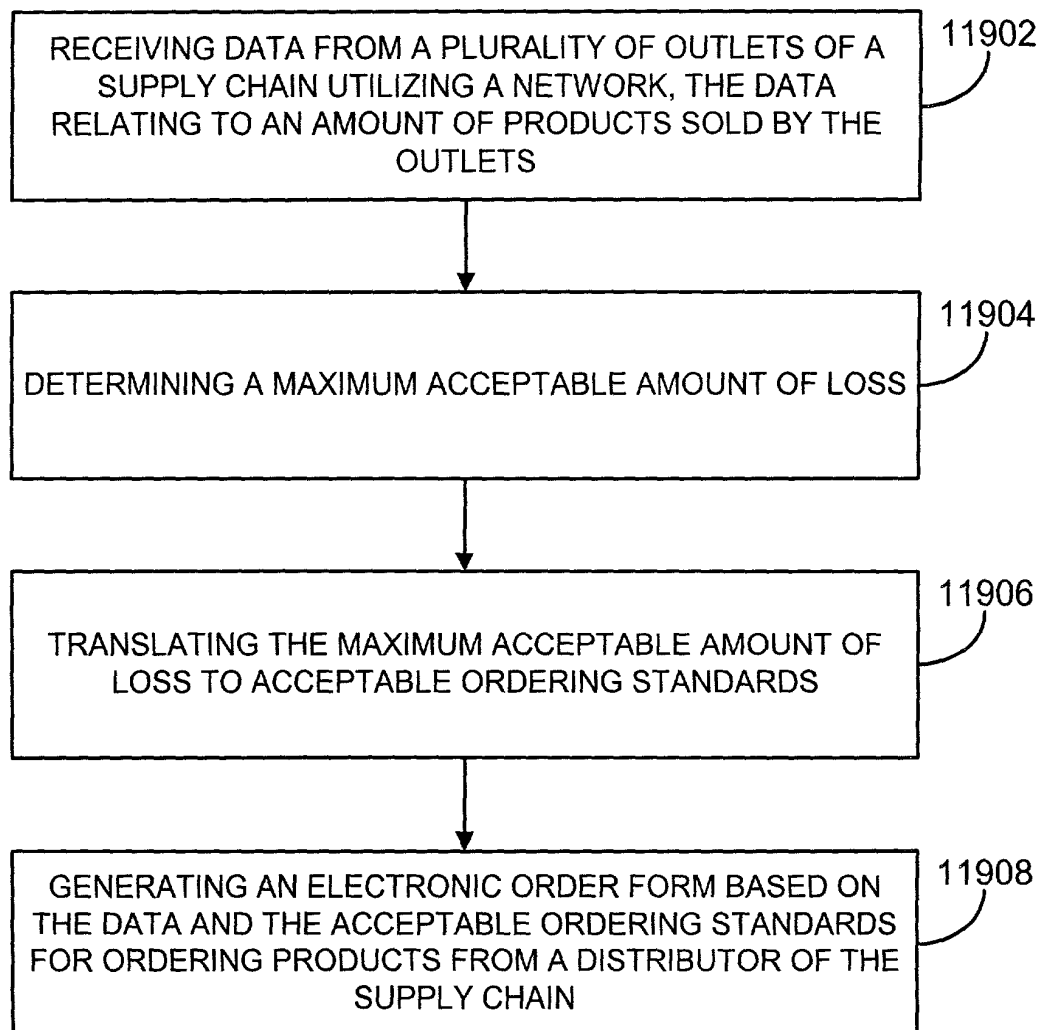 RECEIVING DATA FROM A PLURALITY OF OUTLETS OF A
SUPPLY CHAIN UTILIZING A NETWORK, THE DATA
RELATING TO AN AMOUNT OF PRODUCTS SOLD BY THE
OUTLETS
11902
DETERMINING A MAXIMUM ACCEPTABLE AMOUNT OF LOSS
11904
TRANSLATING THE MAXIMUM ACCEPTABLE AMOUNT OF
LOSS TO ACCEPTABLE ORDERING STANDARDS
11906
GENERATING AN ELECTRONIC ORDER FORM BASED ON
THE DATA AND THE ACCEPTABLE ORDERING STANDARDS
FOR ORDERING PRODUCTS FROM A DISTRIBUTOR OF THE
SUPPLY CHAIN
11908